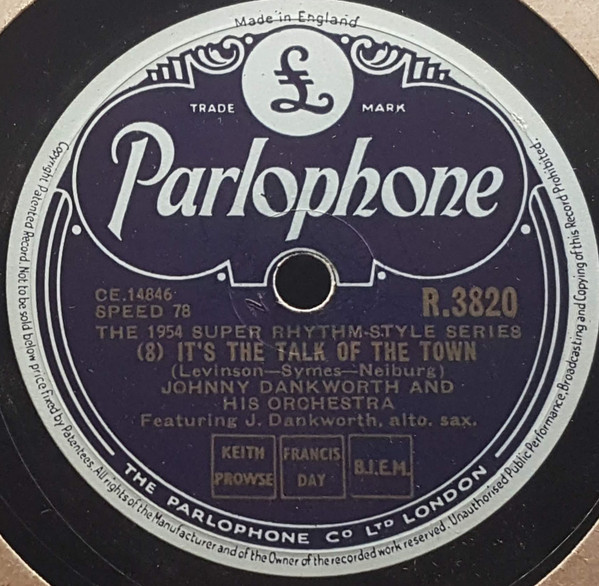 Made in England
£
TRADE MARK
Parlophone
CE.14846
SPEED 78
R.3820
THE 1954 SUPER RHYTHM-STYLE SERIES
(8) IT'S THE TALK OF THE TOWN
(Levinson—Symes—Neiburg)
JOHNNY DANKWORTH AND
HIS ORCHESTRA
Featuring J. Dankworth, alto. sax.
KEITH PROWSE
FRANCIS DAY
B.I.E.M.
THE PARLOPHONE CO LTD LONDON
Copyright Patented Record. Not to be sold below price fixed by Patentees. All rights of the Manufacturer and of the Owner of the recorded work reserved. Unauthorised Public Performance, Broadcasting and Copying of this Record Prohibited.